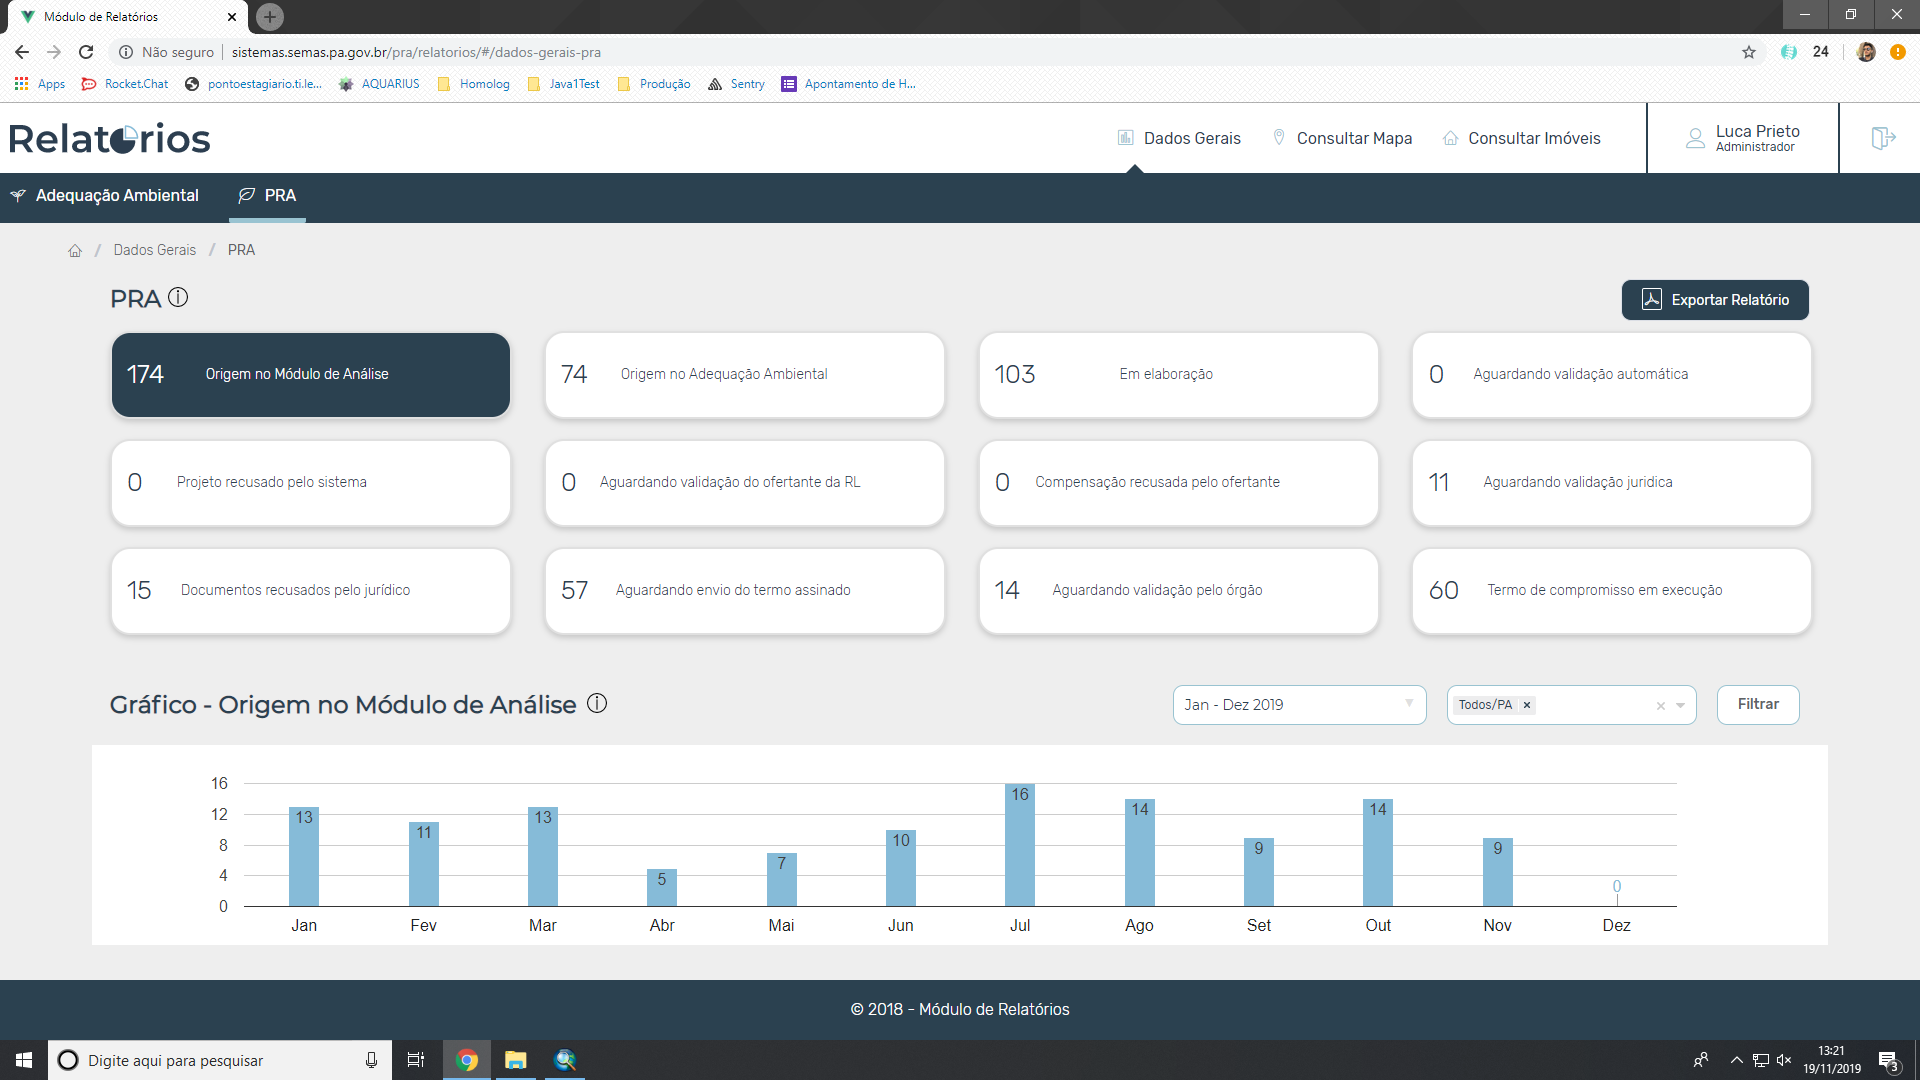 Módulo de Relatórios
Não seguro | sistemas.semas.pa.gov.br/pra/relatorios/#/dados-gerais-pra
24
Apps Rocket.Chat pontoestagiario.ti.le... AQUARIUS Homolog Java1Test Produção Sentry Apontamento de H...
Relatórios
Dados Gerais Consultar Mapa Consultar Imóveis
Luca Prieto
Administrador
Adequação Ambiental PRA
/ Dados Gerais / PRA
PRA
Exportar Relatório
174 Origem no Módulo de Análise
74 Origem no Adequação Ambiental
103 Em elaboração
0 Aguardando validação automática
0 Projeto recusado pelo sistema
0 Aguardando validação do ofertante da RL
0 Compensação recusada pelo ofertante
11 Aguardando validação juridica
15 Documentos recusados pelo jurídico
57 Aguardando envio do termo assinado
14 Aguardando validação pelo órgão
60 Termo de compromisso em execução
Gráfico - Origem no Módulo de Análise
Jan - Dez 2019
Todos/PA ×
Filtrar
16
12
8
4
0
13 11 13 5 7 10 16 14 9 14 9 0
Jan Fev Mar Abr Mai Jun Jul Ago Set Out Nov Dez
© 2018 - Módulo de Relatórios
Digite aqui para pesquisar
13:21
19/11/2019
3